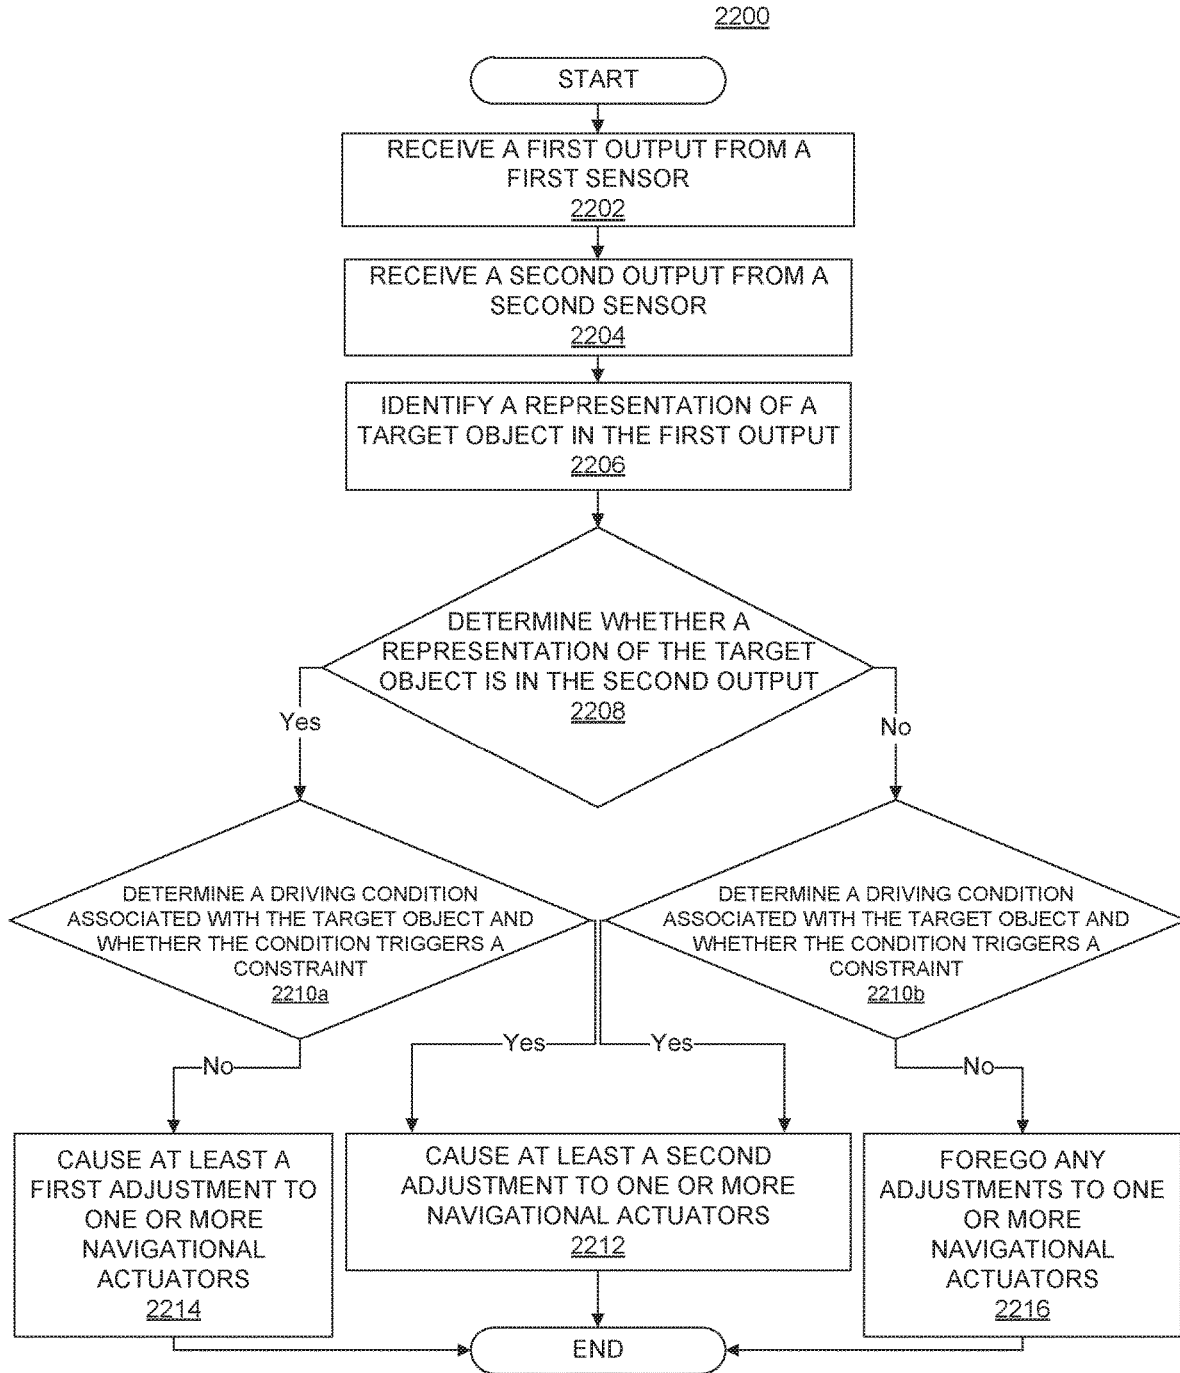 2200
START
RECEIVE A FIRST OUTPUT FROM A
FIRST SENSOR
2202
RECEIVE A SECOND OUTPUT FROM A
SECOND SENSOR
2204
IDENTIFY A REPRESENTATION OF A
TARGET OBJECT IN THE FIRST OUTPUT
2206
DETERMINE WHETHER A
REPRESENTATION OF THE TARGET
OBJECT IS IN THE SECOND OUTPUT
2208
Yes
No
DETERMINE A DRIVING CONDITION
ASSOCIATED WITH THE TARGET OBJECT AND
WHETHER THE CONDITION TRIGGERS A
CONSTRAINT
2210a
DETERMINE A DRIVING CONDITION
ASSOCIATED WITH THE TARGET OBJECT AND
WHETHER THE CONDITION TRIGGERS A
CONSTRAINT
2210b
No
Yes
Yes
No
CAUSE AT LEAST A
FIRST ADJUSTMENT TO
ONE OR MORE
NAVIGATIONAL
ACTUATORS
2214
CAUSE AT LEAST A SECOND
ADJUSTMENT TO ONE OR MORE
NAVIGATIONAL ACTUATORS
2212
FOREGO ANY
ADJUSTMENTS TO ONE
OR MORE
NAVIGATIONAL
ACTUATORS
2216
END